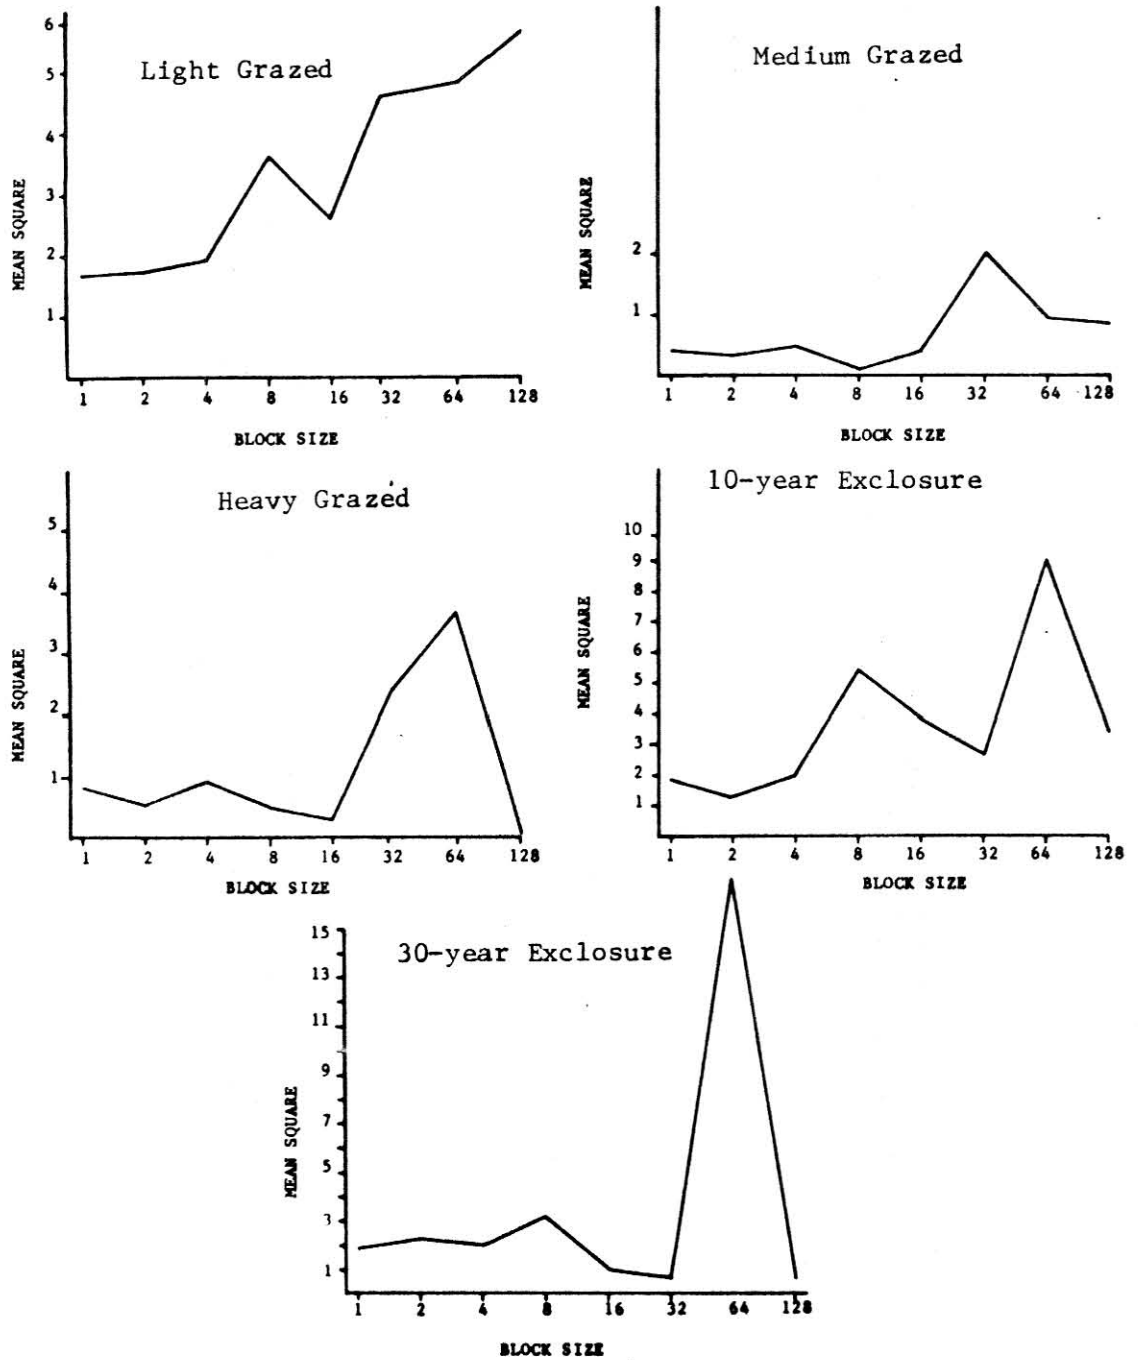 Light Grazed
6
5
4
3
2
1
MEAN SQUARE
1 2 4 8 16 32 64 128
BLOCK SIZE
Medium Grazed
2
1
MEAN SQUARE
1 2 4 8 16 32 64 128
BLOCK SIZE
Heavy Grazed
5
4
3
2
1
MEAN SQUARE
1 2 4 8 16 32 64 128
BLOCK SIZE
10-year Exclosure
10
9
8
7
6
5
4
3
2
1
MEAN SQUARE
1 2 4 8 16 32 64 128
BLOCK SIZE
30-year Exclosure
15
13
11
9
7
5
3
1
MEAN SQUARE
1 2 4 8 16 32 64 128
BLOCK SIZE